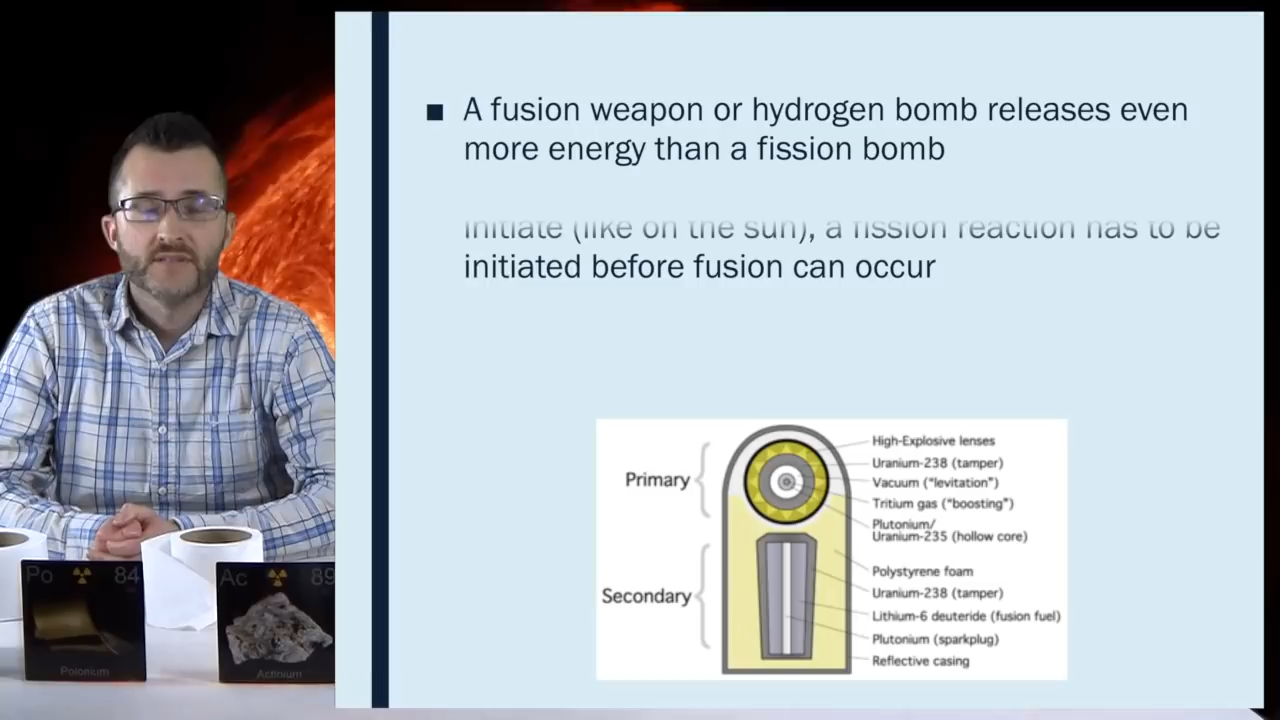 A fusion weapon or hydrogen bomb releases even
more energy than a fission bomb
initiate (like on the sun), a fission reaction has to be
initiated before fusion can occur
Primary
High-Explosive lenses
Uranium-238 (tamper)
Vacuum ("levitation")
Tritium gas ("boosting")
Plutonium/
Uranium-235 (hollow core)
Secondary
Polystyrene foam
Uranium-238 (tamper)
Lithium-6 deuteride (fusion fuel)
Plutonium (sparkplug)
Reflective casing
Po 84
Polonium
Ac 89
Actinium